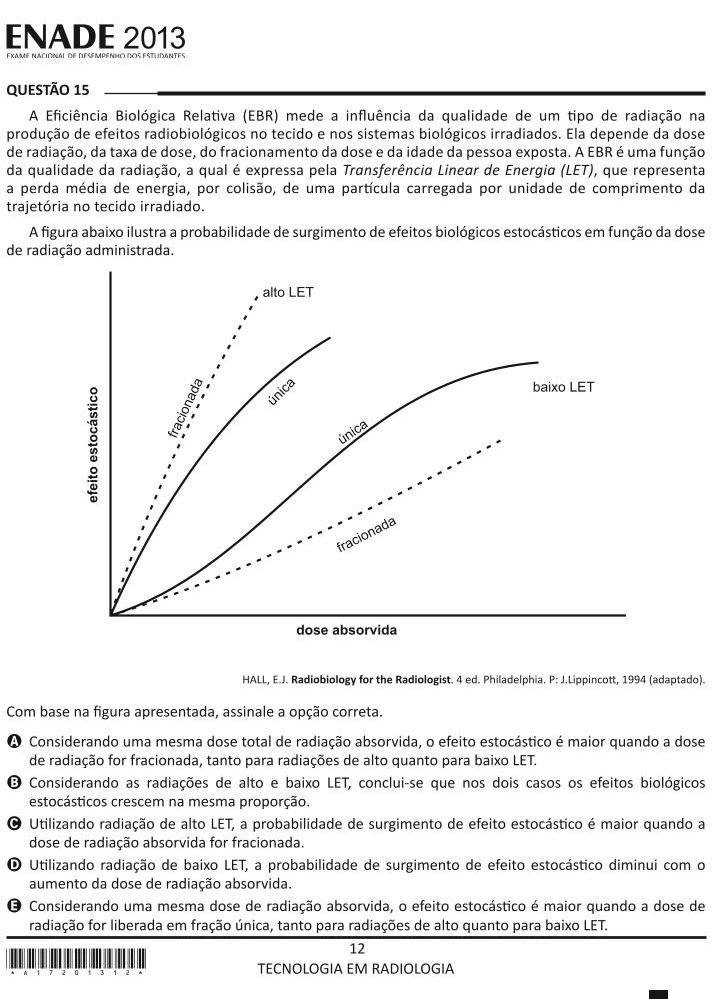 ENADE 2013
EXAME NACIONAL DE DESEMPENHO DOS ESTUDANTES
QUESTÃO 15
A Eficiência Biológica Relativa (EBR) mede a influência da qualidade de um tipo de radiação na
produção de efeitos radiobiológicos no tecido e nos sistemas biológicos irradiados. Ela depende da dose
de radiação, da taxa de dose, do fracionamento da dose e da idade da pessoa exposta. A EBR é uma função
da qualidade da radiação, a qual é expressa pela Transferência Linear de Energia (LET), que representa
a perda média de energia, por colisão, de uma partícula carregada por unidade de comprimento da
trajetória no tecido irradiado.
A figura abaixo ilustra a probabilidade de surgimento de efeitos biológicos estocásticos em função da dose
de radiação administrada.
alto LET
fracionada
única
baixo LET
única
fracionada
efeito estocástico
dose absorvida
HALL, E.J. Radiobiology for the Radiologist. 4 ed. Philadelphia. P: J.Lippincott, 1994 (adaptado).
Com base na figura apresentada, assinale a opção correta.
A Considerando uma mesma dose total de radiação absorvida, o efeito estocástico é maior quando a dose
de radiação for fracionada, tanto para radiações de alto quanto para baixo LET.
B Considerando as radiações de alto e baixo LET, conclui-se que nos dois casos os efeitos biológicos
estocásticos crescem na mesma proporção.
C Utilizando radiação de alto LET, a probabilidade de surgimento de efeito estocástico é maior quando a
dose de radiação absorvida for fracionada.
D Utilizando radiação de baixo LET, a probabilidade de surgimento de efeito estocástico diminui com o
aumento da dose de radiação absorvida.
E Considerando uma mesma dose de radiação absorvida, o efeito estocástico é maior quando a dose de
radiação for liberada em fração única, tanto para radiações de alto quanto para baixo LET.
12
TECNOLOGIA EM RADIOLOGIA
* A 1 7 2 0 1 3 1 2 *